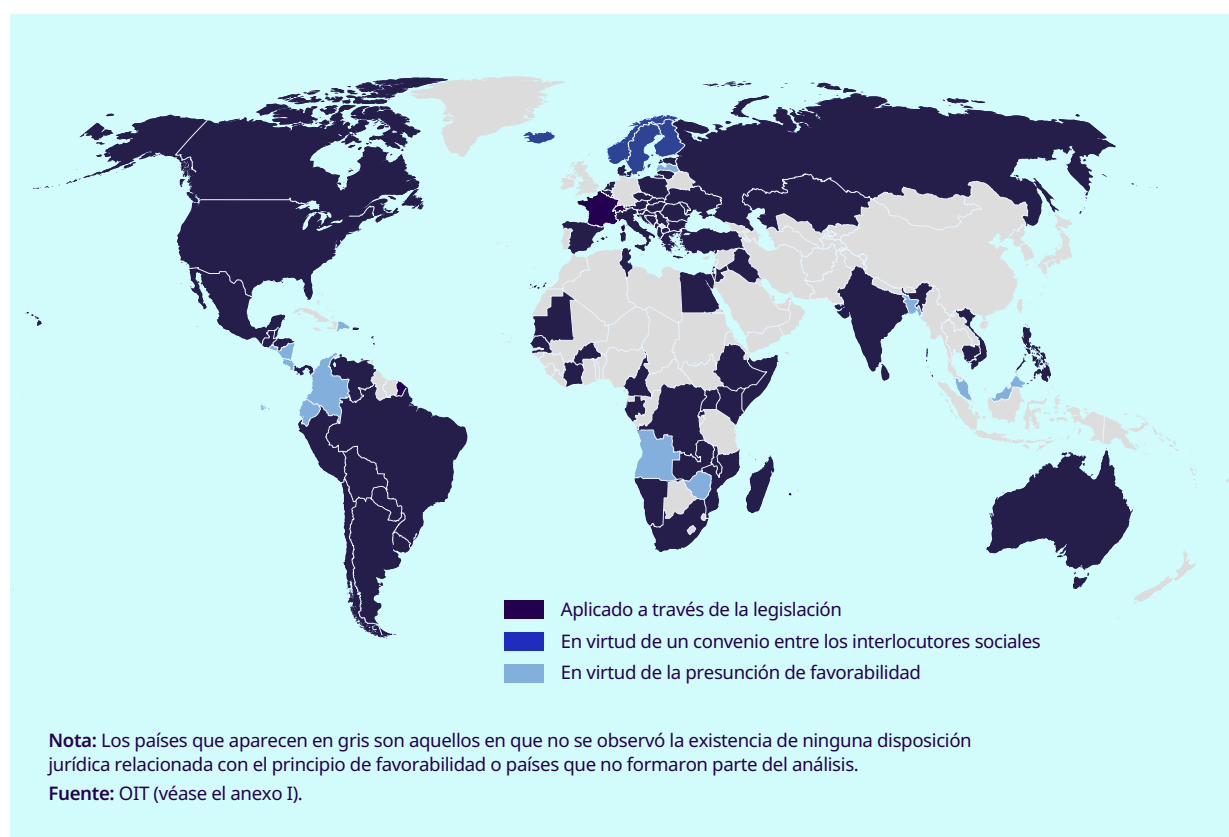 Aplicado a través de la legislación
En virtud de un convenio entre los interlocutores sociales
En virtud de la presunción de favorabilidad
Nota: Los países que aparecen en gris son aquellos en que no se observó la existencia de ninguna disposición
jurídica relacionada con el principio de favorabilidad o países que no formaron parte del análisis.
Fuente: OIT (véase el anexo I).